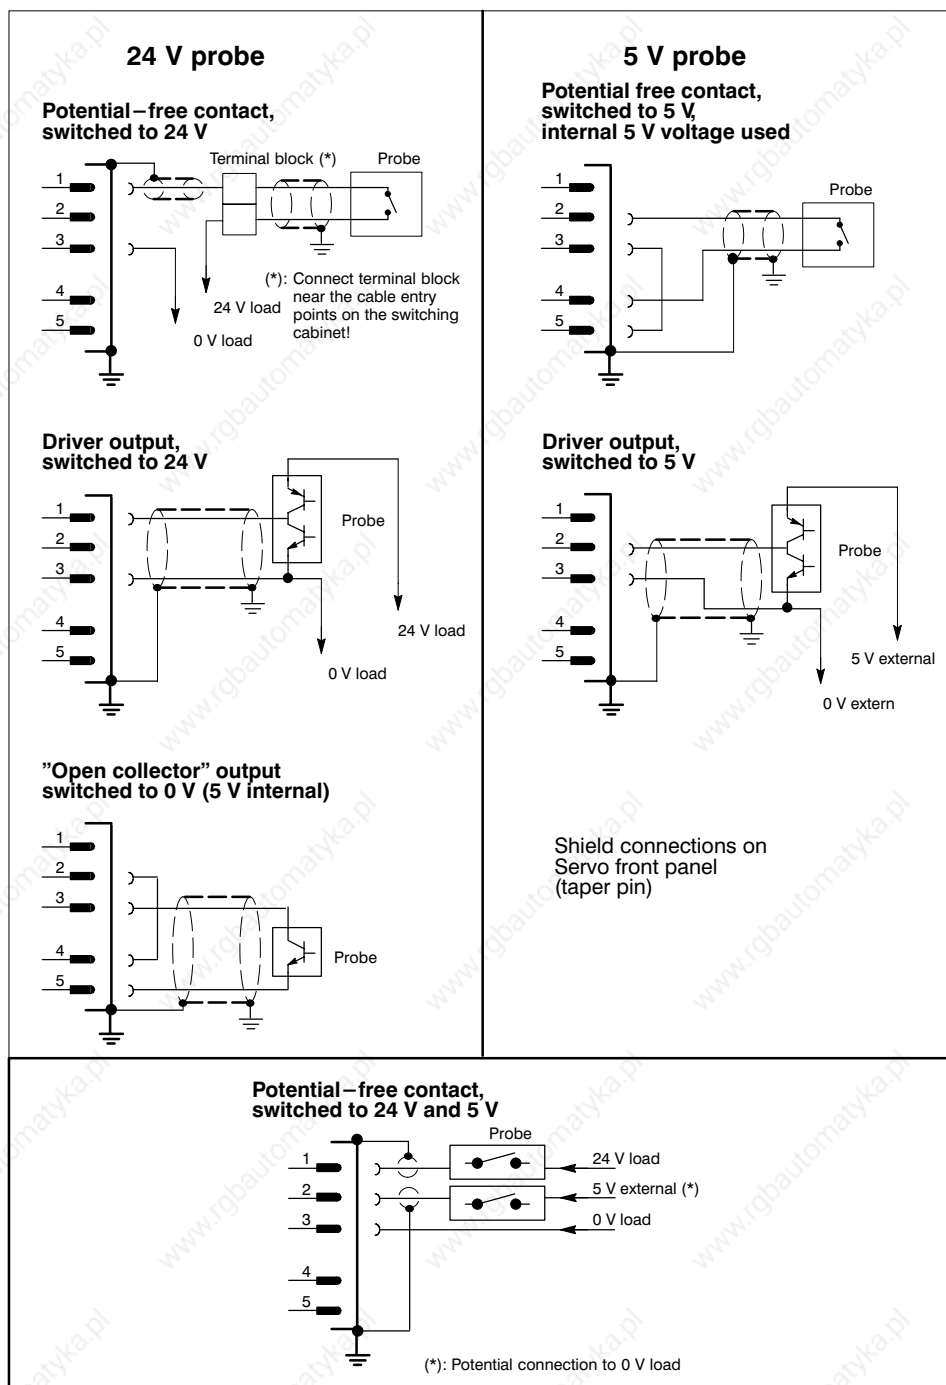 24 V probe
Potential–free contact,
switched to 24 V
Terminal block (*)
Probe
1
2
3
4
5
24 V load
0 V load
(*): Connect terminal block
near the cable entry
points on the switching
cabinet!
Driver output,
switched to 24 V
1
2
3
4
5
Probe
24 V load
0 V load
”Open collector” output
switched to 0 V (5 V internal)
1
2
3
4
5
Probe
5 V probe
Potential free contact,
switched to 5 V,
internal 5 V voltage used
1
2
3
4
5
Probe
Driver output,
switched to 5 V
1
2
3
4
5
Probe
5 V external
0 V extern
Shield connections on
Servo front panel
(taper pin)
Potential–free contact,
switched to 24 V and 5 V
Probe
1
2
3
4
5
24 V load
5 V external (*)
0 V load
(*): Potential connection to 0 V load
www.rgbautomatyka.pl